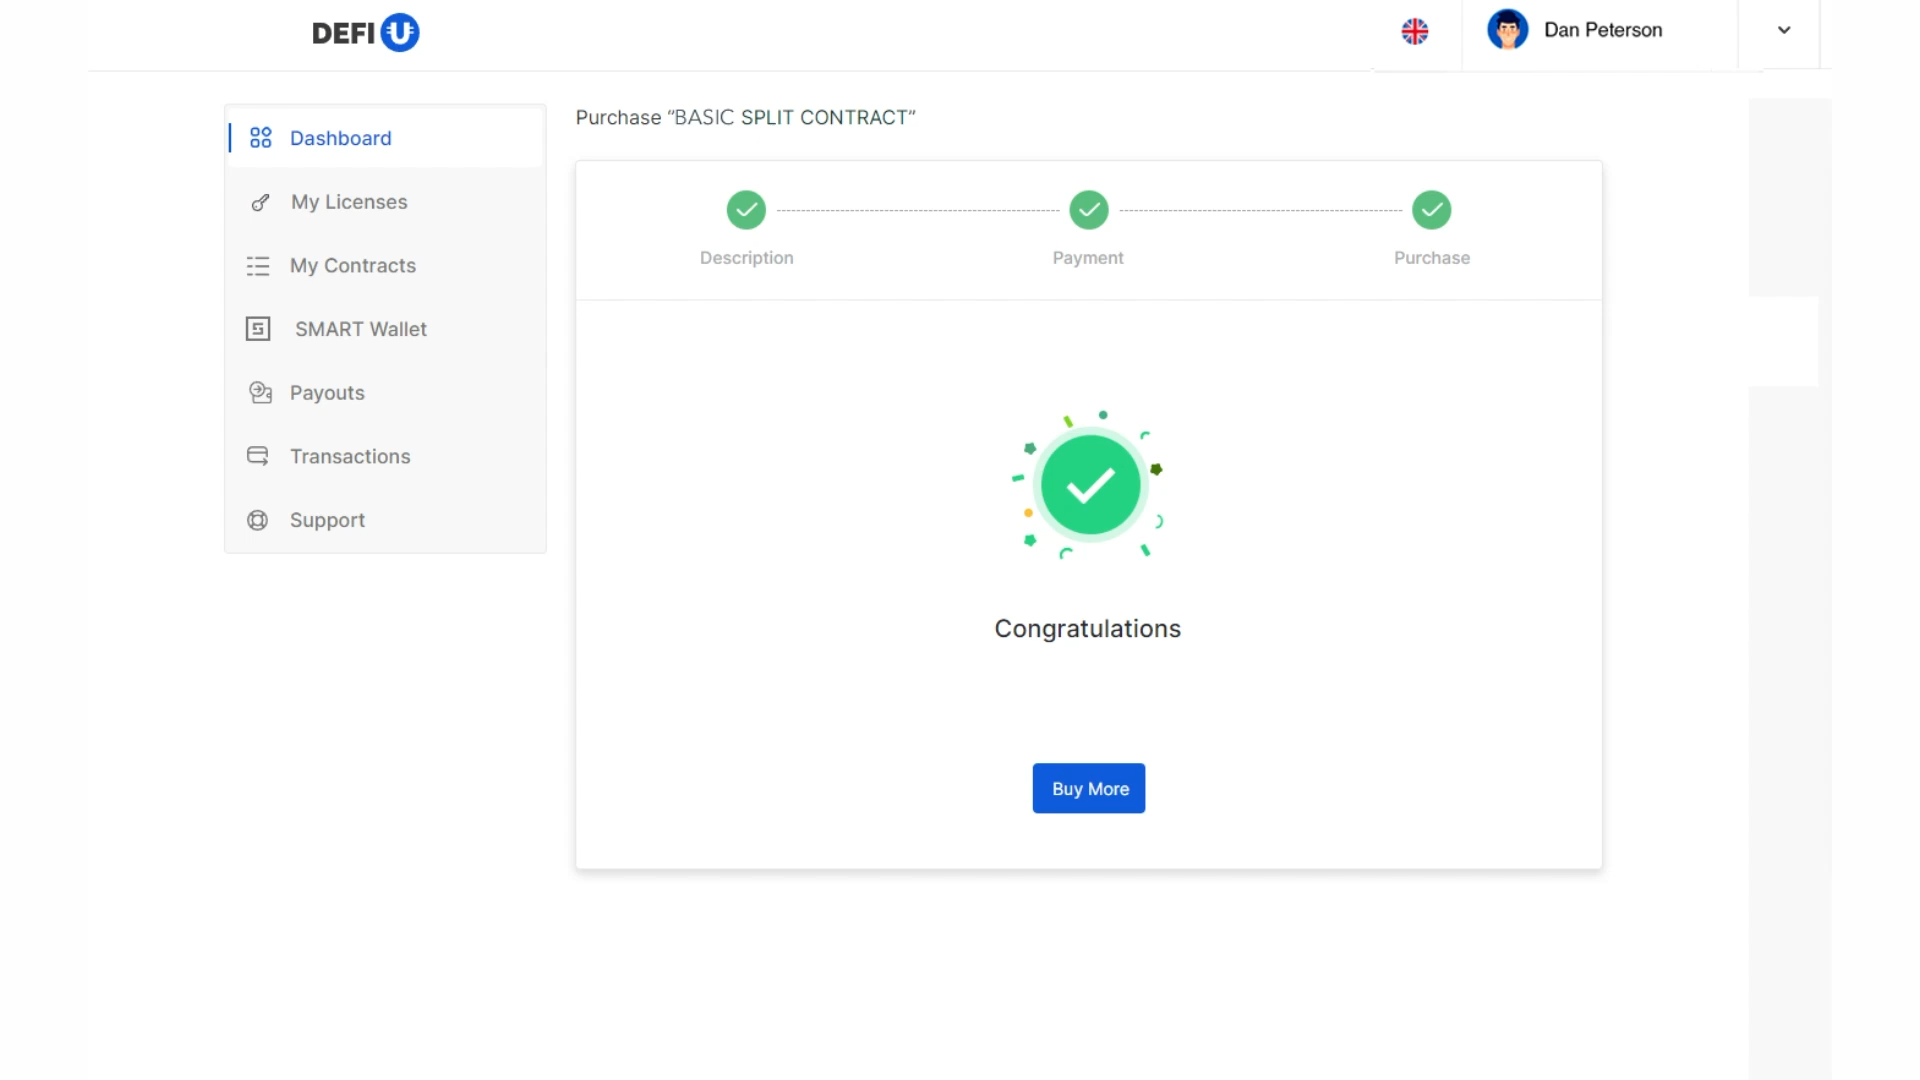 DEFI U
Dan Peterson
Dashboard
My Licenses
My Contracts
SMART Wallet
Payouts
Transactions
Support
Purchase “BASIC SPLIT CONTRACT”
Description
Payment
Purchase
Congratulations
Buy More